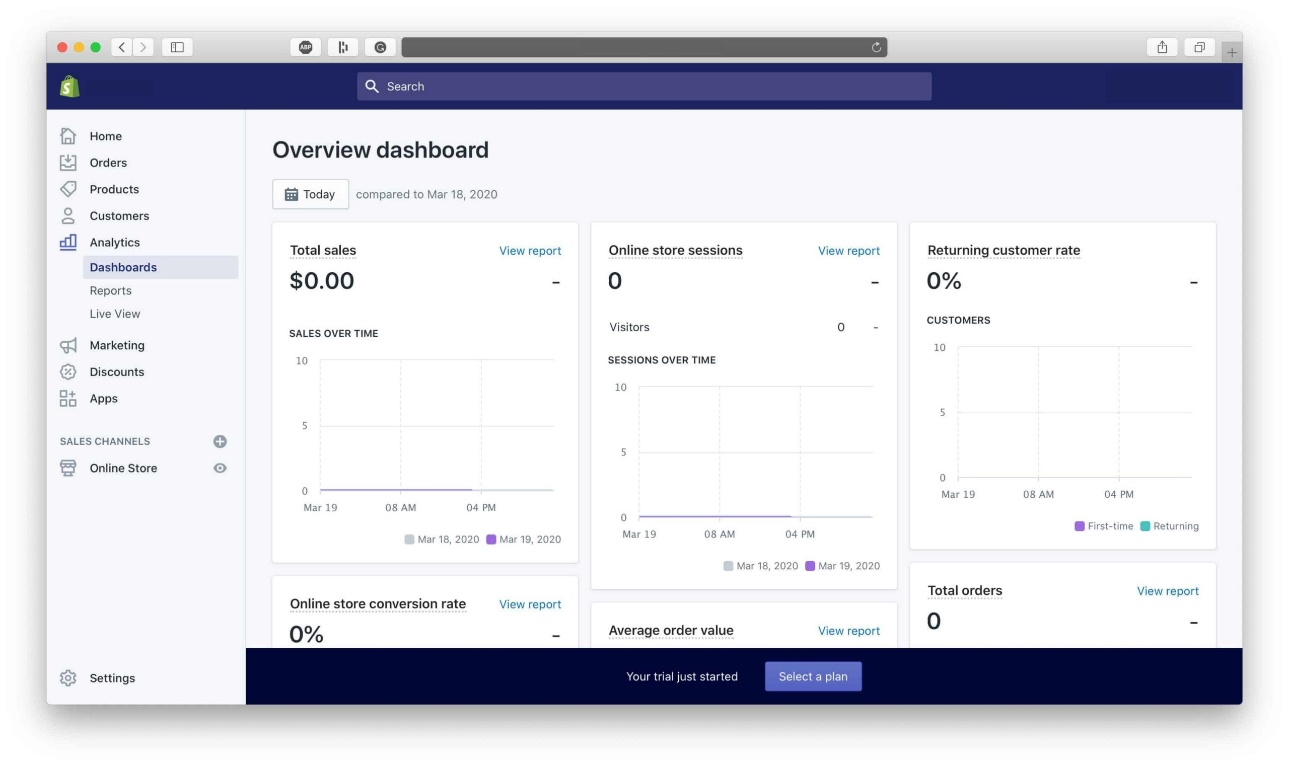 ABP
Search
Home
Orders
Products
Customers
Analytics
Dashboards
Reports
Live View
Marketing
Discounts
Apps
SALES CHANNELS
Online Store
Settings
Overview dashboard
Today compared to Mar 18, 2020
Total sales View report
$0.00 -
SALES OVER TIME
10
5
0
Mar 19 08 AM 04 PM
Mar 18, 2020 Mar 19, 2020
Online store conversion rate View report
0% -
Online store sessions View report
0 -
Visitors 0 -
SESSIONS OVER TIME
10
5
0
Mar 19 08 AM 04 PM
Mar 18, 2020 Mar 19, 2020
Average order value View report
Returning customer rate
0% -
CUSTOMERS
10
5
0
Mar 19 08 AM 04 PM
First-time Returning
Total orders View report
0 -
Your trial just started Select a plan